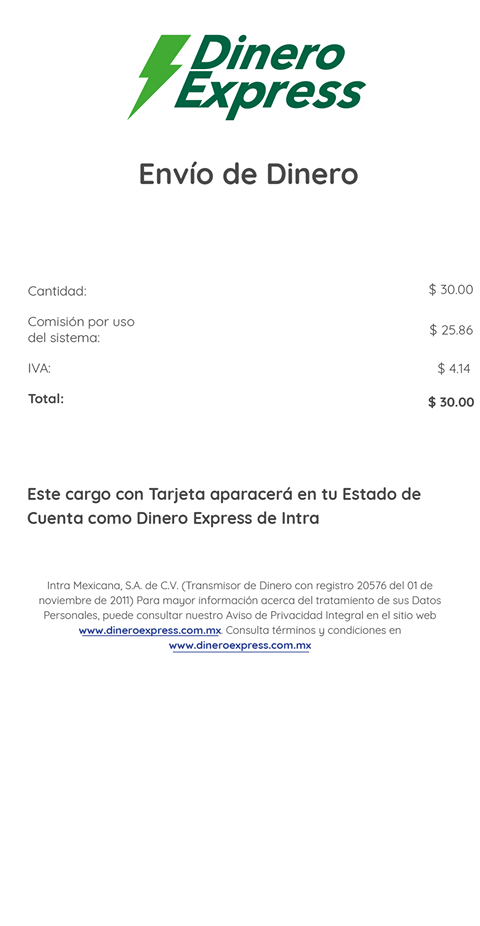 Dinero
Express
Envío de Dinero
Cantidad: $ 30.00
Comisión por uso
del sistema: $ 25.86
IVA: $ 4.14
Total: $ 30.00
Este cargo con Tarjeta aparacerá en tu Estado de
Cuenta como Dinero Express de Intra
Intra Mexicana, S.A. de C.V. (Transmisor de Dinero con registro 20576 del 01 de
noviembre de 2011) Para mayor información acerca del tratamiento de sus Datos
Personales, puede consultar nuestro Aviso de Privacidad Integral en el sitio web
www.dineroexpress.com.mx. Consulta términos y condiciones en
www.dineroexpress.com.mx